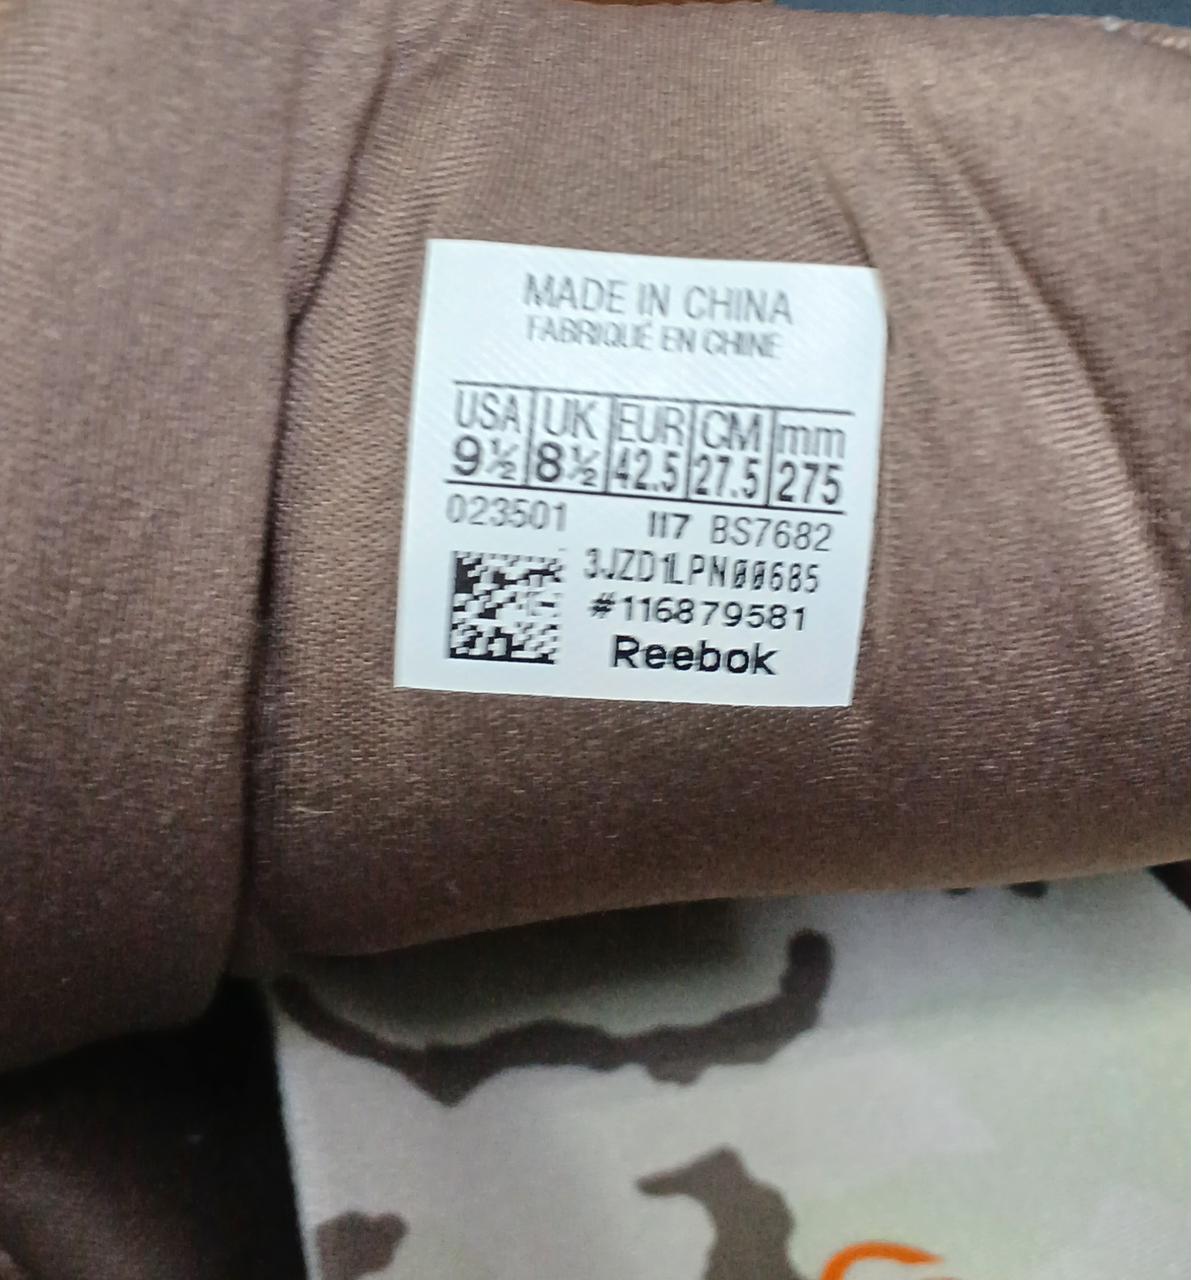 MADE IN CHINA
FABRIQUÉ EN CHINE
USA UK EUR CM mm
9½ 8½ 42.5 27.5 275
023501 117 BS7682
3JZD1LPN00685
#116879581
Reebok